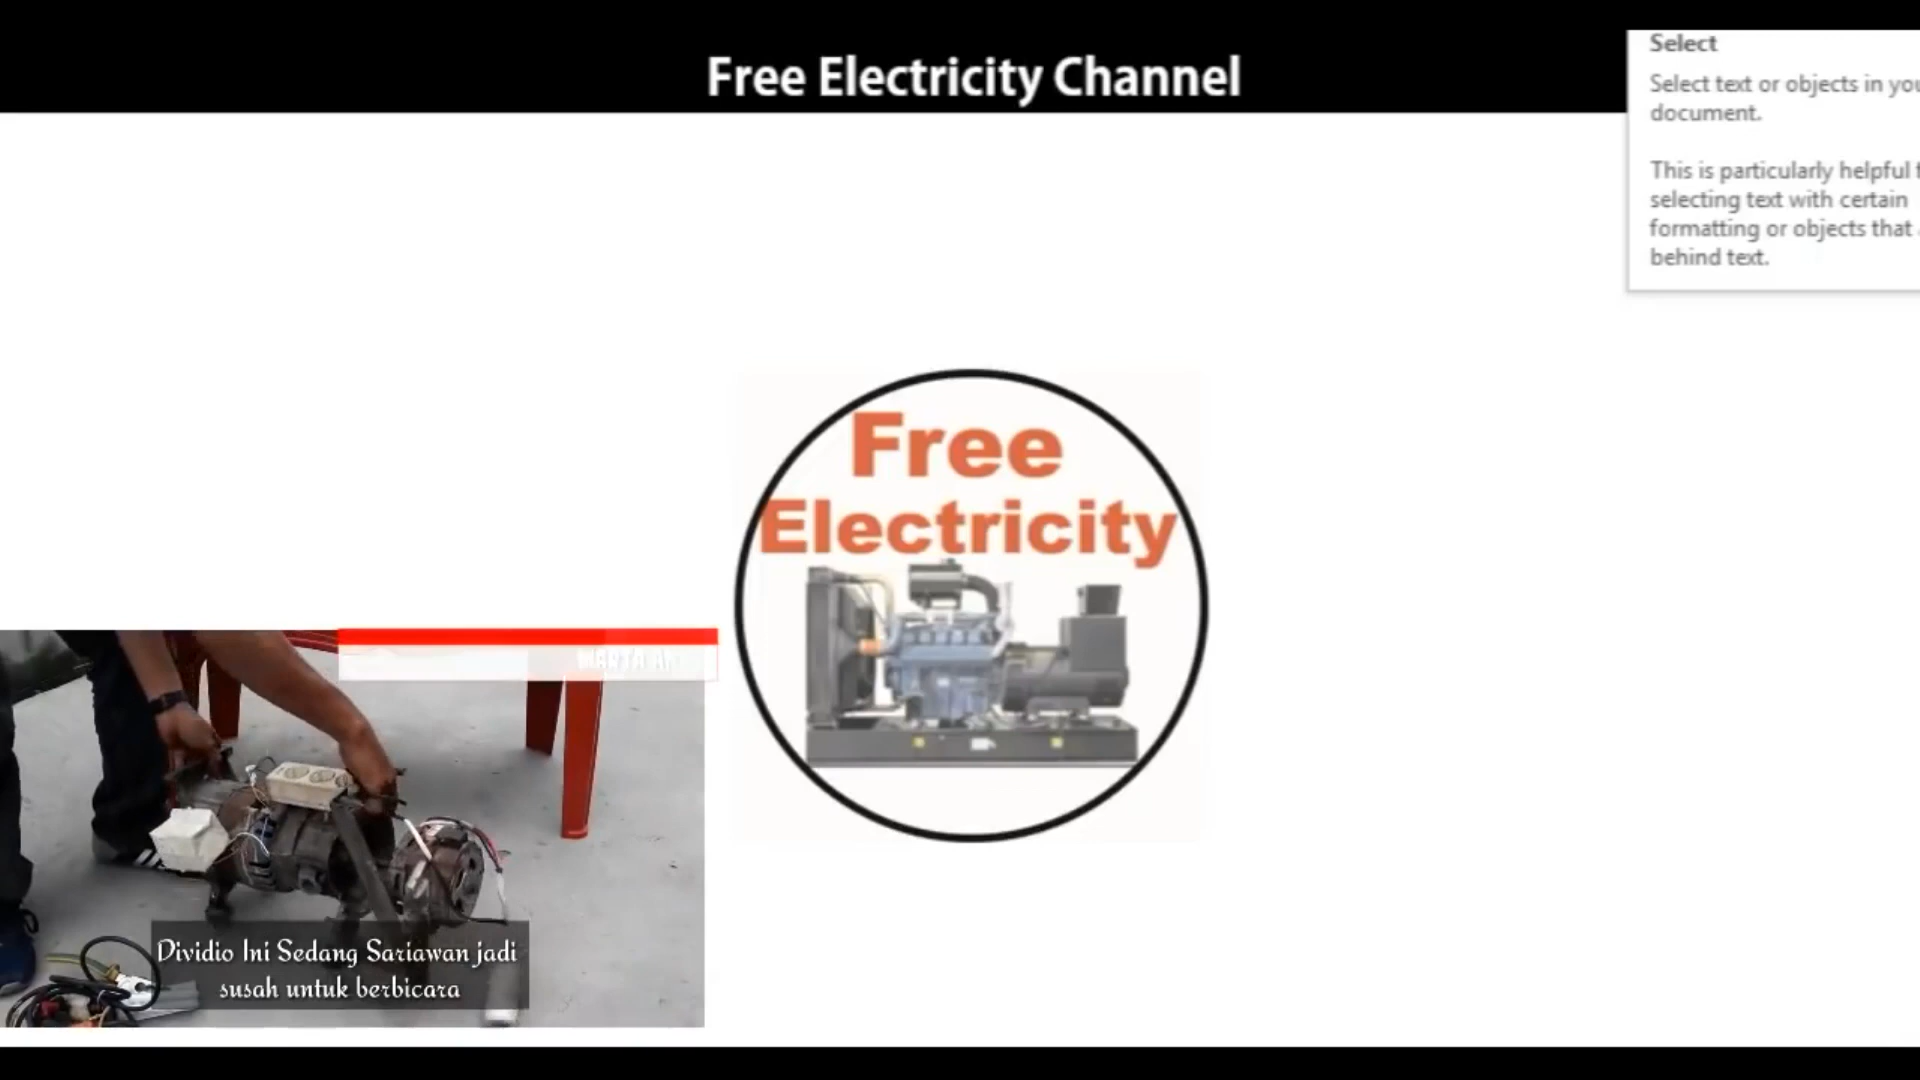 Free Electricity Channel
Select
Select text or objects in
document.
This is particularly helpful
selecting text with certain
formatting or objects that
behind text.
Free
Electricity
Dividio Ini Sedang Sariawan jadi
susah untuk berbicara